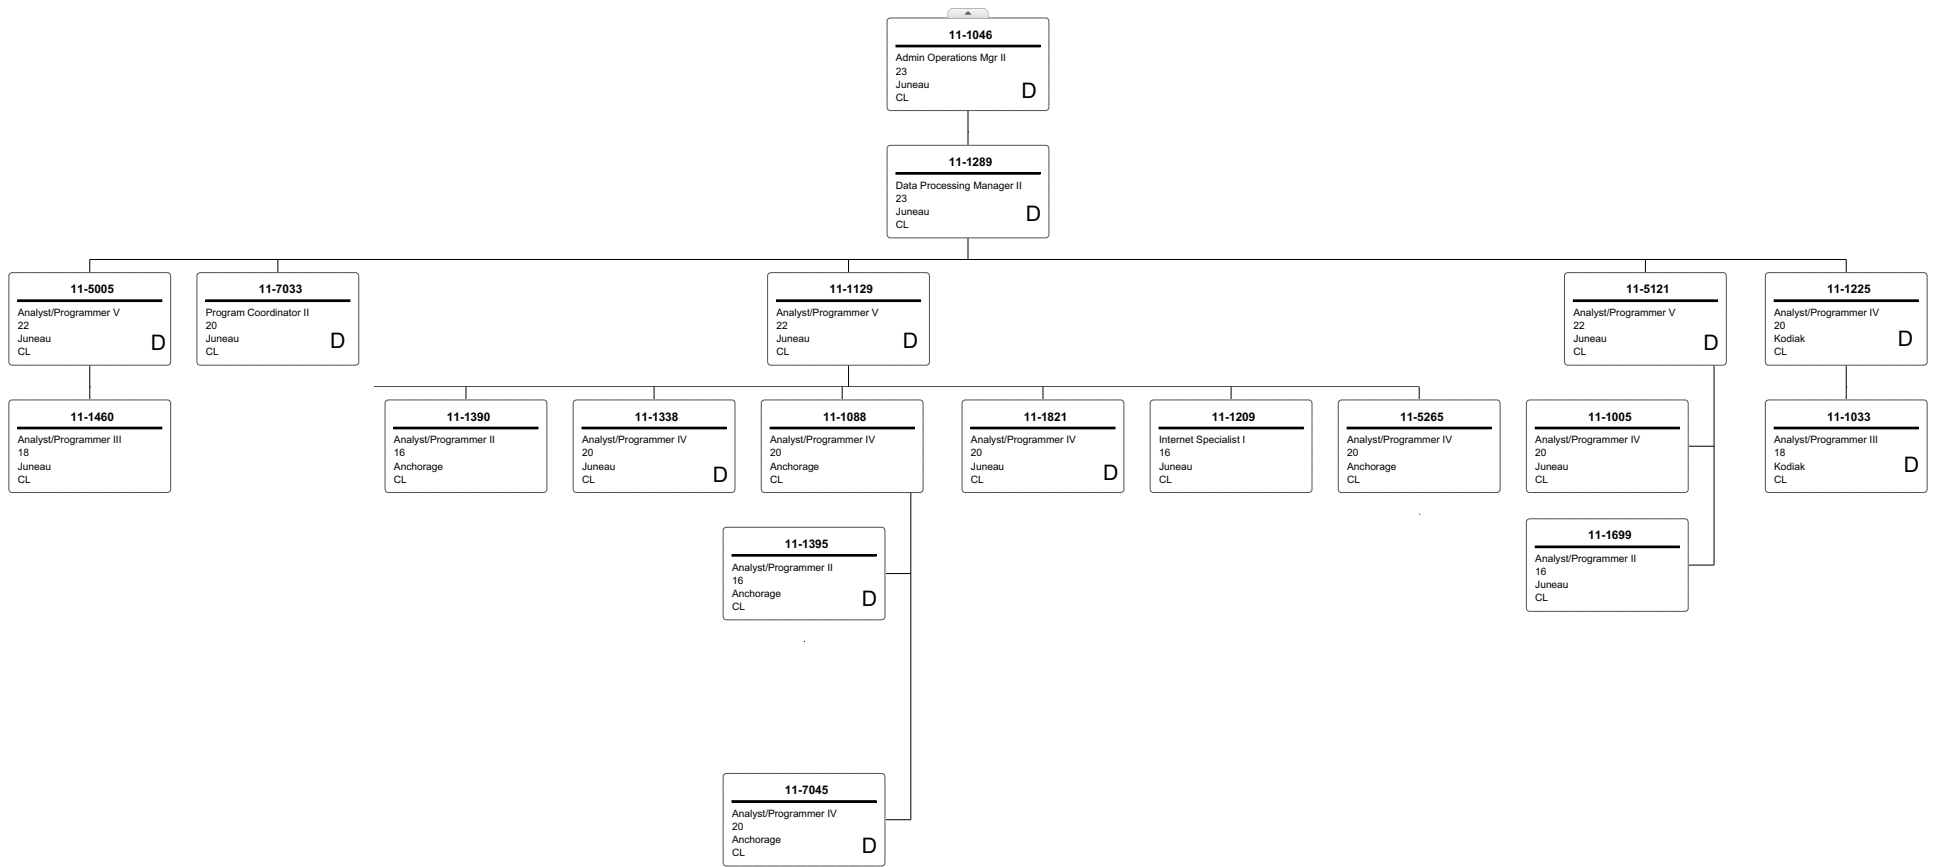 11-1046
Admin Operations Mgr II
23
Juneau
CL
D
11-1289
Data Processing Manager II
23
Juneau
CL
D
11-5005
Analyst/Programmer V
22
Juneau
CL
D
11-7033
Program Coordinator II
20
Juneau
CL
D
11-1129
Analyst/Programmer V
22
Juneau
CL
D
11-5121
Analyst/Programmer V
22
Juneau
CL
D
11-1225
Analyst/Programmer IV
20
Kodiak
CL
D
11-1460
Analyst/Programmer III
18
Juneau
CL
11-1390
Analyst/Programmer II
16
Anchorage
CL
11-1338
Analyst/Programmer IV
20
Juneau
CL
D
11-1088
Analyst/Programmer IV
20
Anchorage
CL
11-1821
Analyst/Programmer IV
20
Juneau
CL
D
11-1209
Internet Specialist I
16
Juneau
CL
11-5265
Analyst/Programmer IV
20
Anchorage
CL
11-1005
Analyst/Programmer IV
20
Juneau
CL
11-1033
Analyst/Programmer III
18
Kodiak
CL
D
11-1395
Analyst/Programmer II
16
Anchorage
CL
D
11-1699
Analyst/Programmer II
16
Juneau
CL
11-7045
Analyst/Programmer IV
20
Anchorage
CL
D